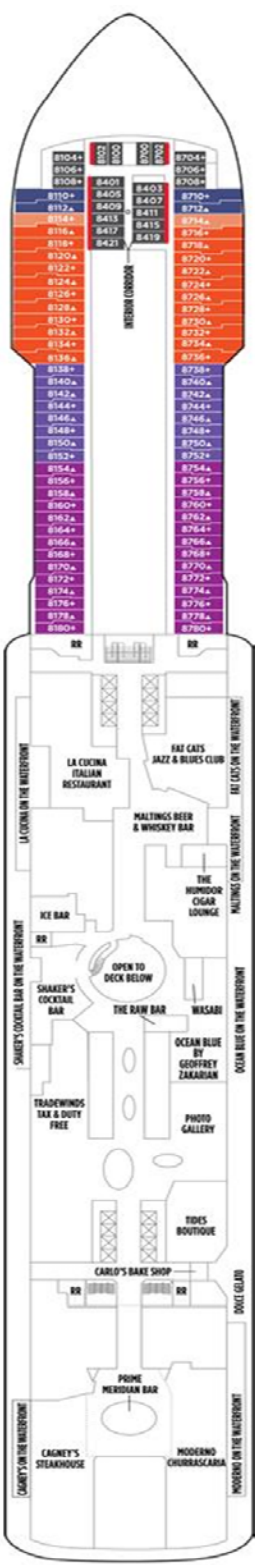 8104+
8106+
8108+
8102
8100
8700
8702
8704+
8706+
8708+
8401
8405
8409
8413
8417
8421
8403
8407
8411
8415
8419
INTERIOR CORRIDOR
8110+
8112▲
8114+
8116▲
8118+
8120▲
8122+
8124▲
8126+
8128▲
8130+
8132▲
8134+
8136▲
8138+
8140▲
8142▲
8144+
8146▲
8148+
8150▲
8152+
8154▲
8156+
8158▲
8160+
8162▲
8164+
8166▲
8168+
8170▲
8172+
8174▲
8176+
8178▲
8180+
8710+
8712▲
8714▲
8716+
8718▲
8720+
8722▲
8724+
8726▲
8728+
8730▲
8732+
8734▲
8736+
8738+
8740▲
8742▲
8744+
8746▲
8748+
8750▲
8752+
8754▲
8756+
8758▲
8760+
8762▲
8764+
8766▲
8768+
8770▲
8772+
8774▲
8776+
8778▲
8780+
RR
RR
LA CUCINA ON THE WATERFRONT
LA CUCINA
ITALIAN
RESTAURANT
FAT CATS
JAZZ & BLUES CLUB
FAT CATS ON THE WATERFRONT
MALTINGS BEER
& WHISKEY BAR
MALTINGS ON THE WATERFRONT
THE
HUMIDOR
CIGAR
LOUNGE
ICE BAR
RR
SHAKER'S COCKTAIL BAR ON THE WATERFRONT
OPEN TO
DECK BELOW
SHAKER'S
COCKTAIL
BAR
THE RAW BAR
WASABI
OCEAN BLUE ON THE WATERFRONT
OCEAN BLUE
BY
GEOFFREY
ZAKARIAN
TRADEWINDS
TAX & DUTY
FREE
PHOTO
GALLERY
TIDES
BOUTIQUE
CARLO'S BAKE SHOP
DOLCE GELATO
RR
RR
PRIME
MERIDIAN BAR
CAGNEY'S ON THE WATERFRONT
CAGNEY'S
STEAKHOUSE
MODERNO
CHURRASCARIA
MODERNO ON THE WATERFRONT